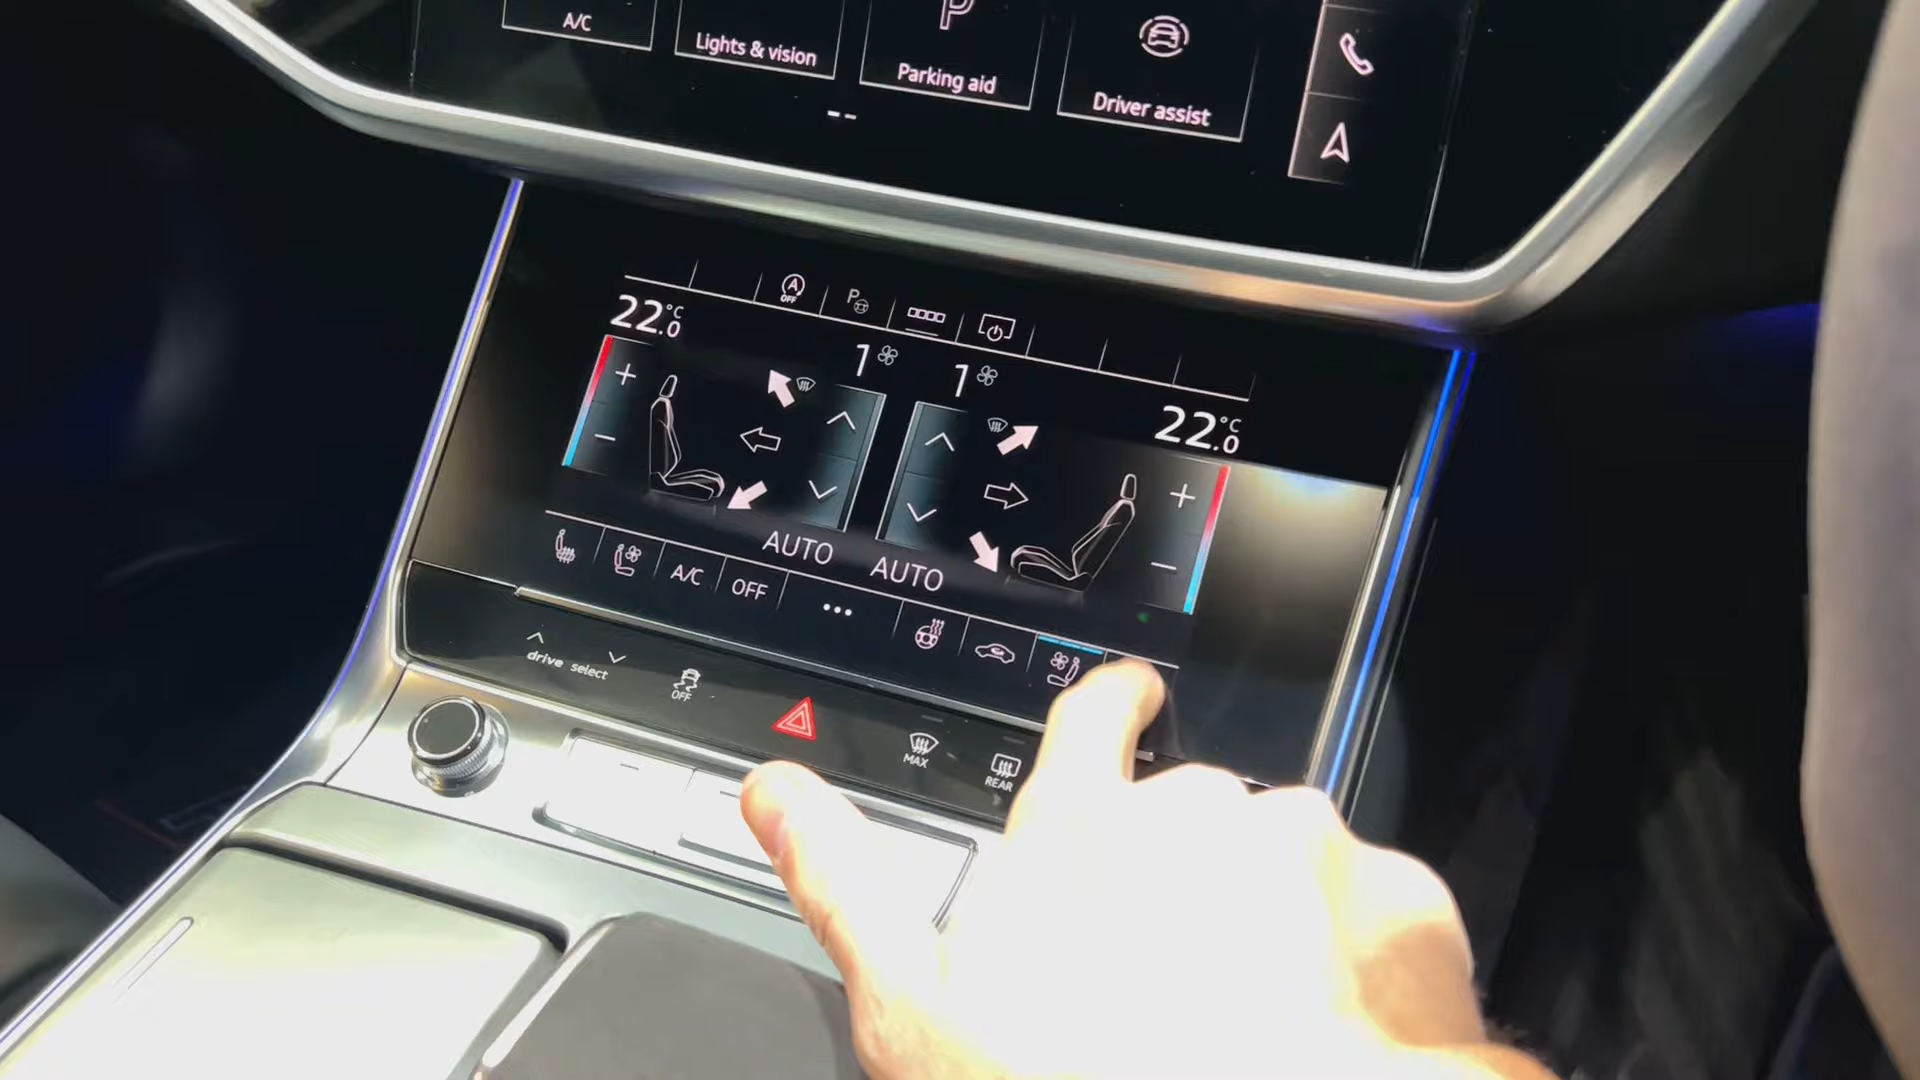 A/C
Lights & vision
P
Parking aid
Driver assist
A
OFF
P
22.0 °C
1
1
22.0 °C
AUTO
AUTO
A/C
OFF
drive select
OFF
MAX
REAR